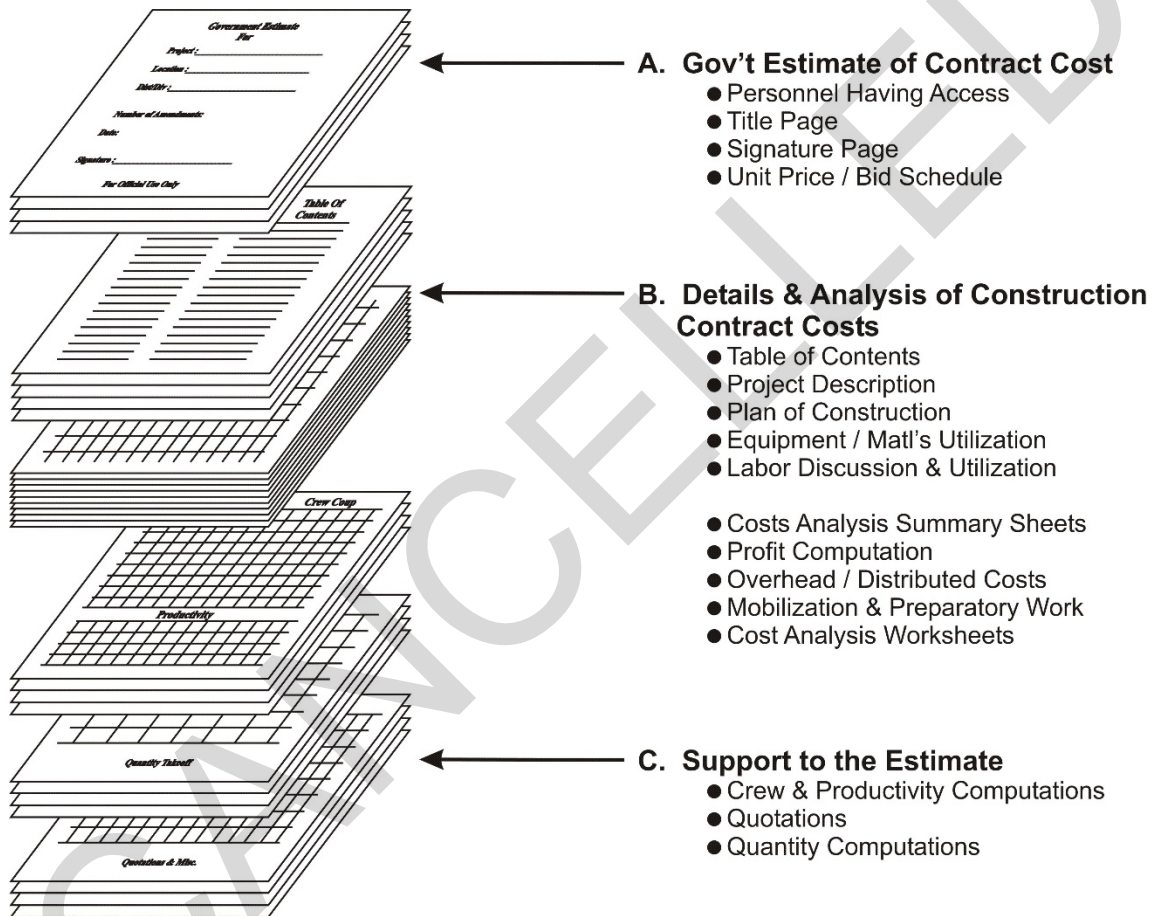 Government Estimate
For
Project :
Location :
Dist/Div :
Number of Amendments:
Date:
Signature :
For Official Use Only
Table Of
Contents
Crew Comp
Productivity
Quantity Takeoff
Quotations & Misc.
A. Gov't Estimate of Contract Cost
● Personnel Having Access
● Title Page
● Signature Page
● Unit Price / Bid Schedule
B. Details & Analysis of Construction
Contract Costs
● Table of Contents
● Project Description
● Plan of Construction
● Equipment / Matl's Utilization
● Labor Discussion & Utilization
● Costs Analysis Summary Sheets
● Profit Computation
● Overhead / Distributed Costs
● Mobilization & Preparatory Work
● Cost Analysis Worksheets
C. Support to the Estimate
● Crew & Productivity Computations
● Quotations
● Quantity Computations
CANCELLED